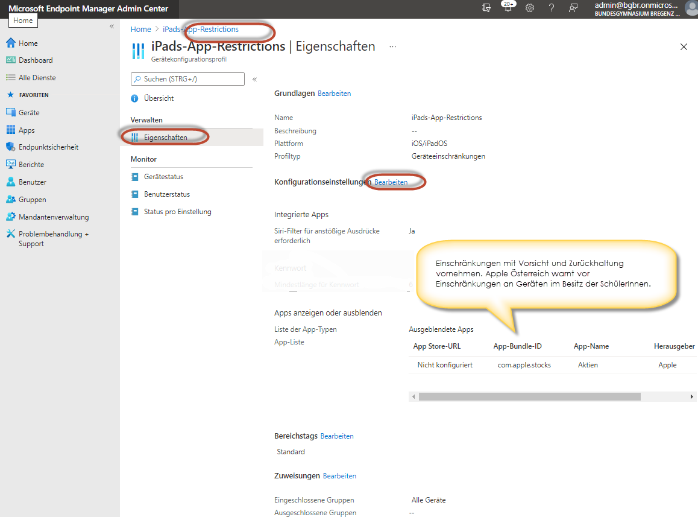 Microsoft Endpoint Manager Admin Center
20+
admin@bgbr.onmicros...
BUNDESGYMNASIUM BREGENZ ...
Home
Home > iPads-App-Restrictions
iPads-App-Restrictions | Eigenschaften ...
Gerätekonfigurationsprofil
Home
Dashboard
Alle Dienste
FAVORITEN
Geräte
Apps
Endpunktsicherheit
Berichte
Benutzer
Gruppen
Mandantenverwaltung
Problembehandlung +
Support
Suchen (STRG+/)
Übersicht
Verwalten
Eigenschaften
Monitor
Gerätestatus
Benutzerstatus
Status pro Einstellung
Grundlagen Bearbeiten
Name iPads-App-Restrictions
Beschreibung --
Plattform iOS/iPadOS
Profiltyp Geräteeinschränkungen
Konfigurationseinstellungen Bearbeiten
Integrierte Apps
Siri-Filter für anstößige Ausdrücke Ja
erforderlich
Einschränkungen mit Vorsicht und Zurückhaltung
vornehmen. Apple Österreich warnt vor
Einschränkungen an Geräten im Besitz der SchülerInnen.
Kennwort
Apps anzeigen oder ausblenden
Liste der App-Typen Ausgeblendete Apps
App-Liste
App Store-URL App-Bundle-ID App-Name Herausgeber
Nicht konfiguriert com.apple.stocks Aktien Apple
Bereichstags Bearbeiten
Standard
Zuweisungen Bearbeiten
Eingeschlossene Gruppen Alle Geräte
Ausgeschlossene Gruppen --